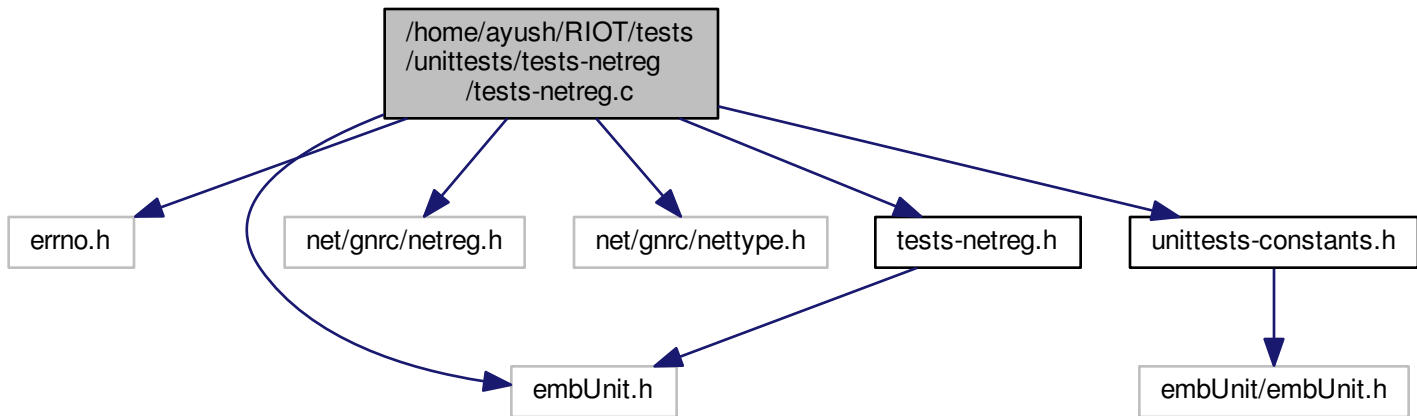 /home/ayush/RIOT/tests
/unittests/tests-netreg
/tests-netreg.c
errno.h
net/gnrc/netreg.h
net/gnrc/nettype.h
tests-netreg.h
unittests-constants.h
embUnit.h
embUnit/embUnit.h